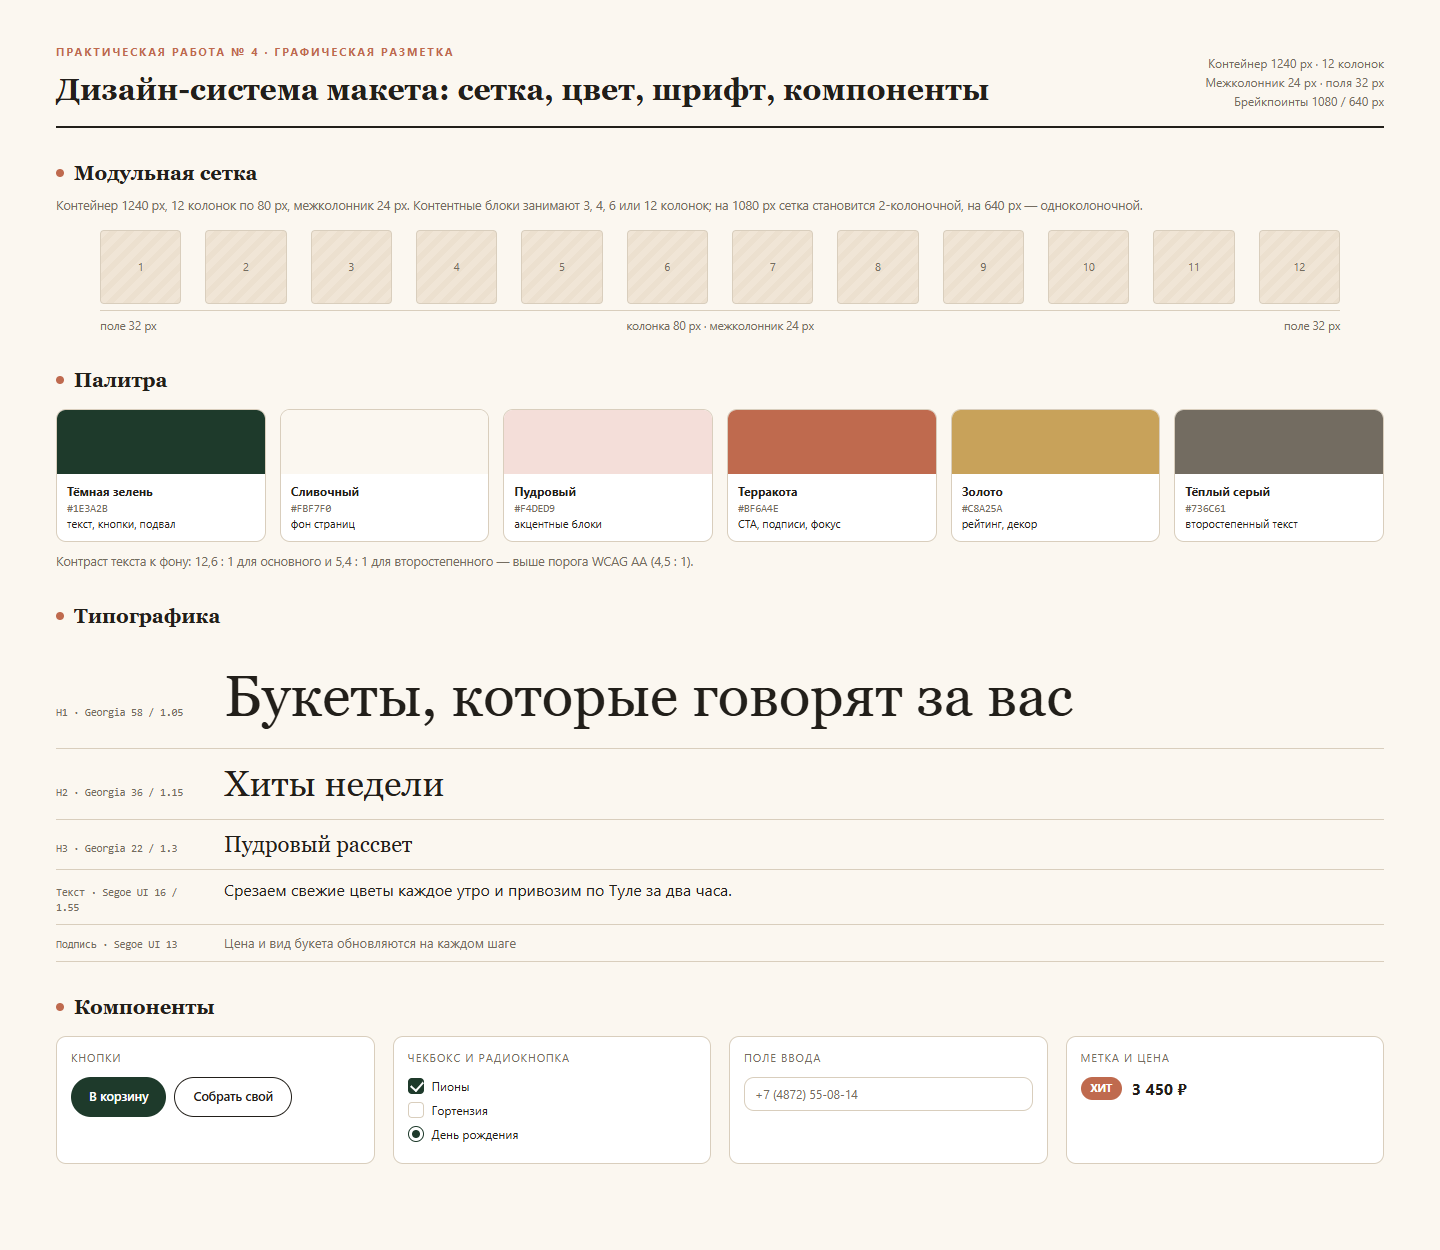 ПРАКТИЧЕСКАЯ РАБОТА № 4 · ГРАФИЧЕСКАЯ РАЗМЕТКА
Дизайн-система макета: сетка, цвет, шрифт, компоненты
Контейнер 1240 px · 12 колонок
Межколонник 24 px · поля 32 px
Брейкпоинты 1080 / 640 px
Модульная сетка
Контейнер 1240 px, 12 колонок по 80 px, межколонник 24 px. Контентные блоки занимают 3, 4, 6 или 12 колонок; на 1080 px сетка становится 2-колоночной, на 640 px — одноколоночной.
1 2 3 4 5 6 7 8 9 10 11 12
поле 32 px колонка 80 px · межколонник 24 px поле 32 px
Палитра
Тёмная зелень
#1E3A2B
текст, кнопки, подвал
Сливочный
#FBF7F0
фон страниц
Пудровый
#F4DED9
акцентные блоки
Терракота
#BF6A4E
CTA, подписи, фокус
Золото
#C8A25A
рейтинг, декор
Тёплый серый
#736C61
второстепенный текст
Контраст текста к фону: 12,6 : 1 для основного и 5,4 : 1 для второстепенного — выше порога WCAG AA (4,5 : 1).
Типографика
H1 · Georgia 58 / 1.05
Букеты, которые говорят за вас
H2 · Georgia 36 / 1.15
Хиты недели
H3 · Georgia 22 / 1.3
Пудровый рассвет
Текст · Segoe UI 16 /
1.55
Срезаем свежие цветы каждое утро и привозим по Туле за два часа.
Подпись · Segoe UI 13
Цена и вид букета обновляются на каждом шаге
Компоненты
КНОПКИ
В корзину
Собрать свой
ЧЕКБОКС И РАДИОКНОПКА
Пионы
Гортензия
День рождения
ПОЛЕ ВВОДА
+7 (4872) 55-08-14
МЕТКА И ЦЕНА
ХИТ
3 450 ₽